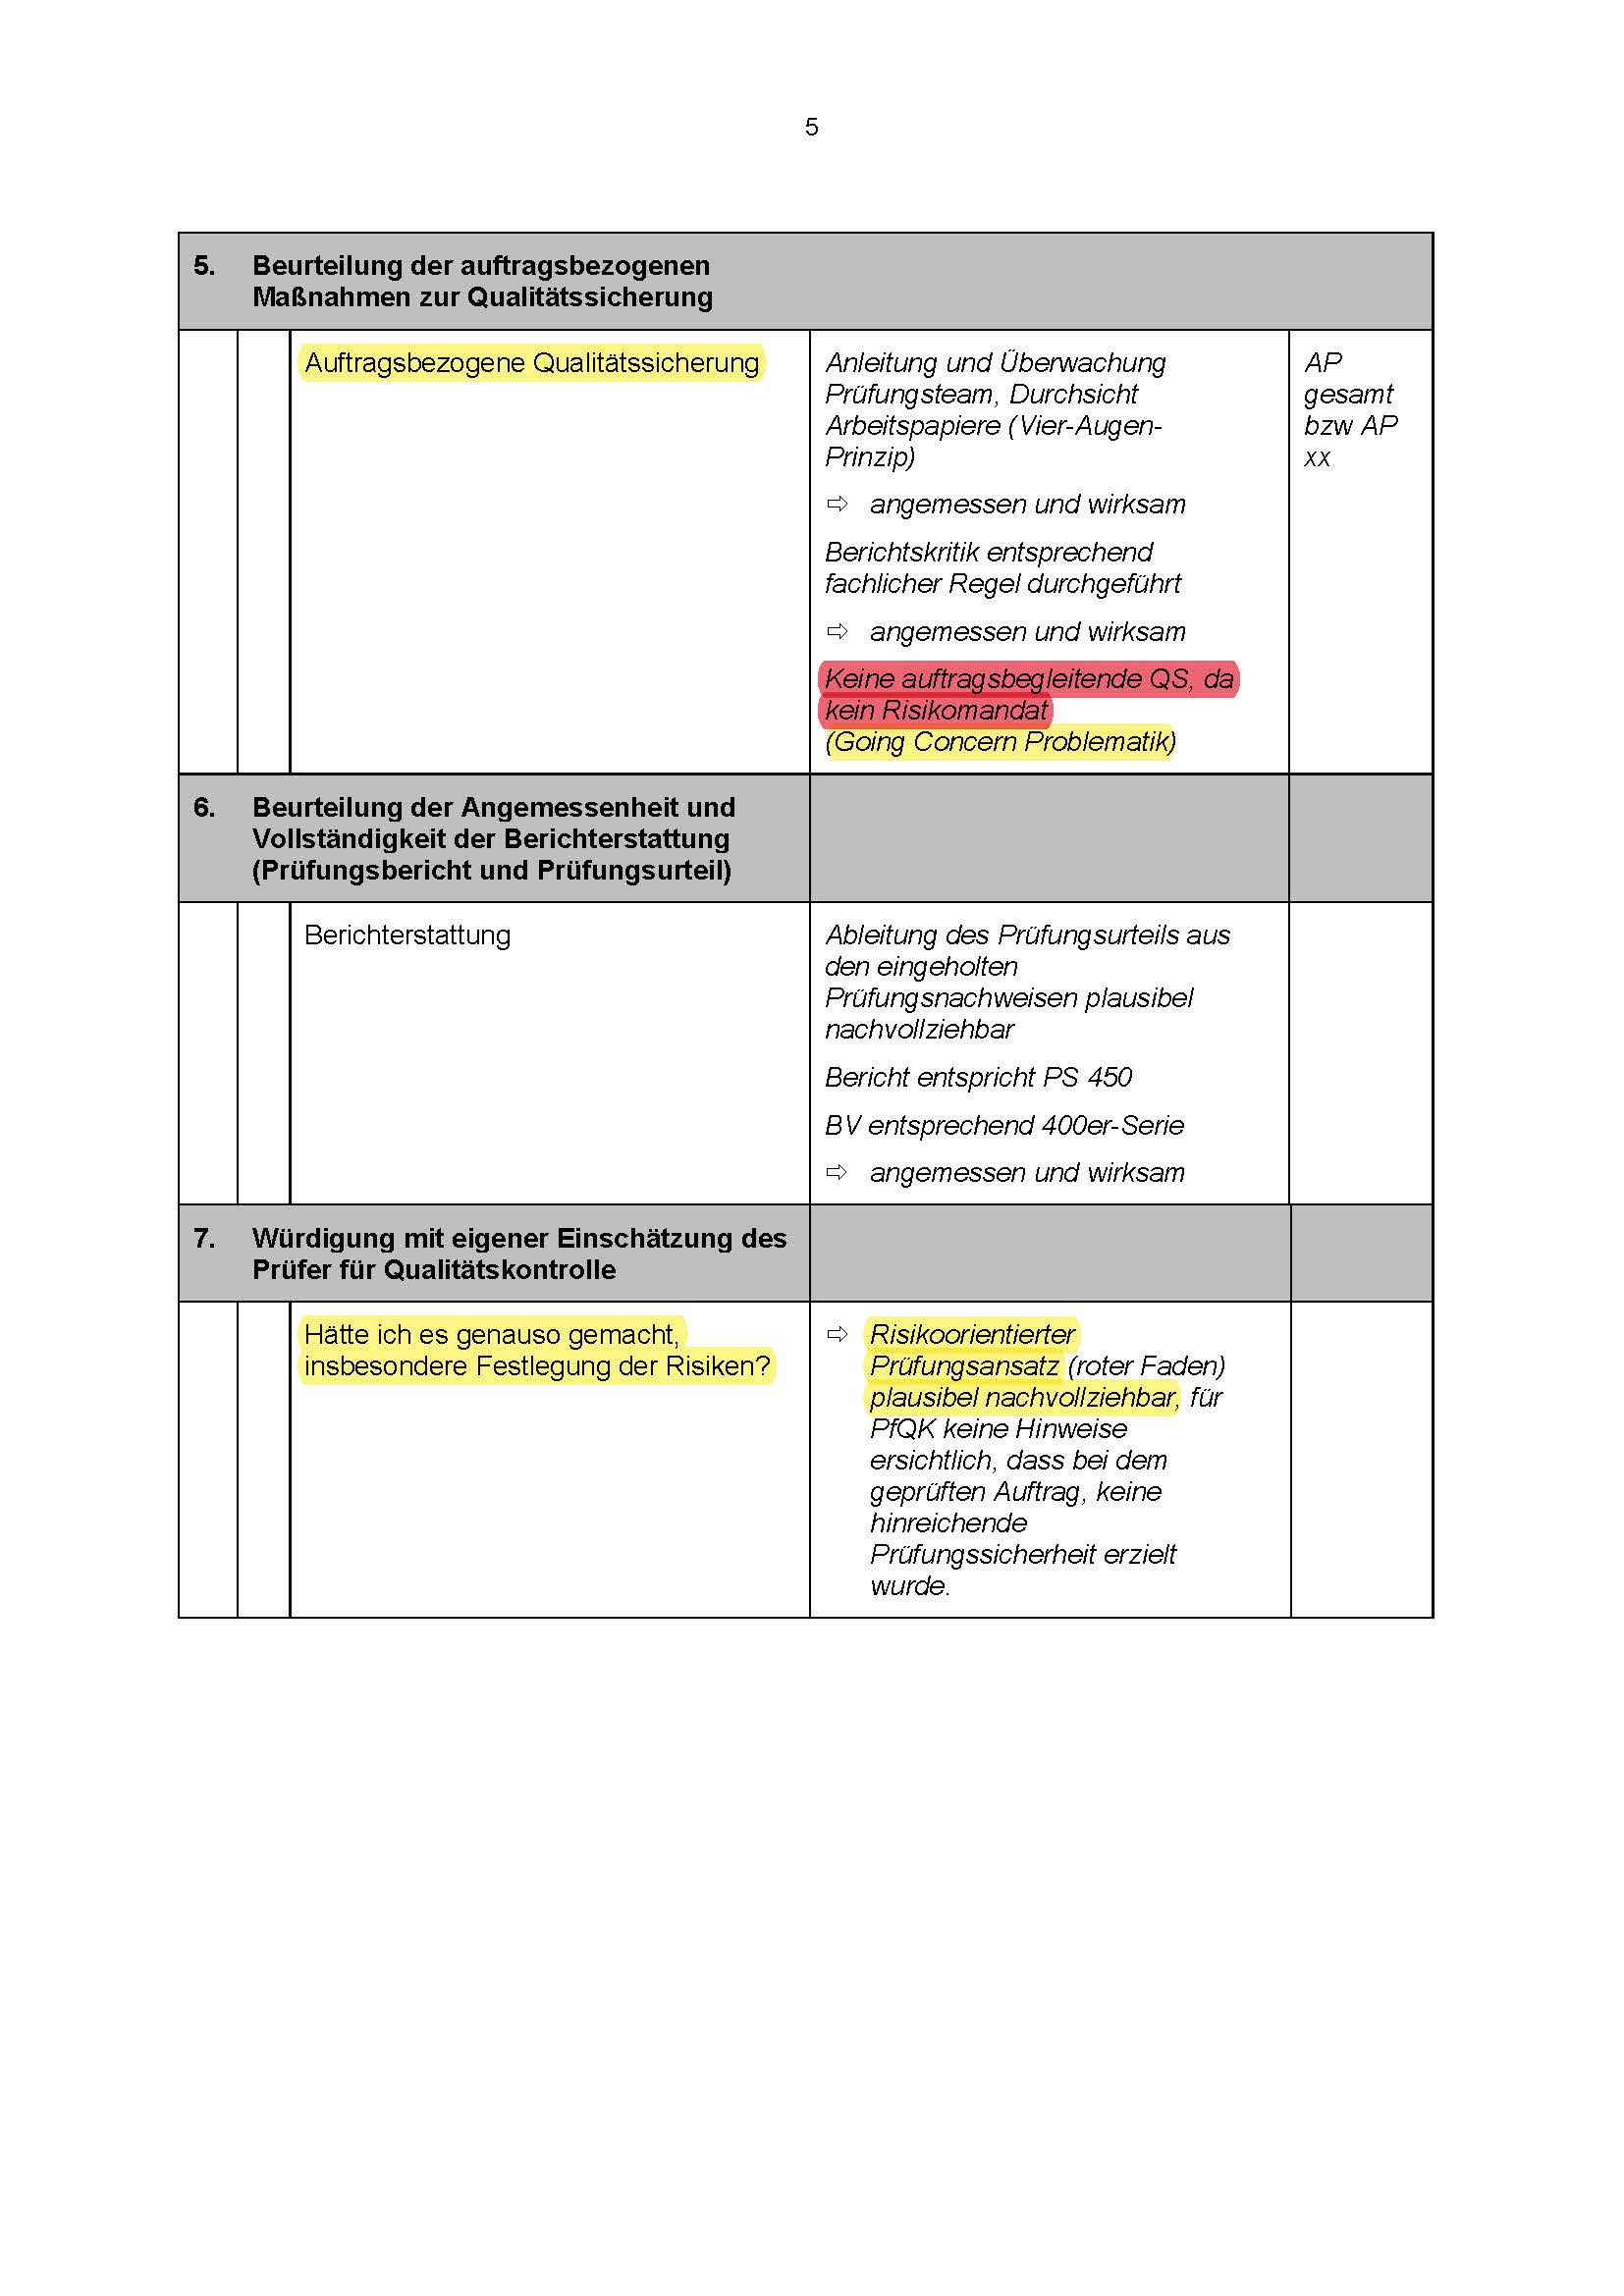 5
5. Beurteilung der auftragsbezogenen
Maßnahmen zur Qualitätssicherung
Auftragsbezogene Qualitätssicherung
Anleitung und Überwachung
Prüfungsteam, Durchsicht
Arbeitspapiere (Vier-Augen-
Prinzip)
⇨ angemessen und wirksam
Berichtskritik entsprechend
fachlicher Regel durchgeführt
⇨ angemessen und wirksam
Keine auftragsbegleitende QS, da
kein Risikomandat
(Going Concern Problematik)
AP
gesamt
bzw AP
xx
6. Beurteilung der Angemessenheit und
Vollständigkeit der Berichterstattung
(Prüfungsbericht und Prüfungsurteil)
Berichterstattung
Ableitung des Prüfungsurteils aus
den eingeholten
Prüfungsnachweisen plausibel
nachvollziehbar
Bericht entspricht PS 450
BV entsprechend 400er-Serie
⇨ angemessen und wirksam
7. Würdigung mit eigener Einschätzung des
Prüfer für Qualitätskontrolle
Hätte ich es genauso gemacht,
insbesondere Festlegung der Risiken?
⇨ Risikoorientierter
Prüfungsansatz (roter Faden)
plausibel nachvollziehbar, für
PfQK keine Hinweise
ersichtlich, dass bei dem
geprüften Auftrag, keine
hinreichende
Prüfungssicherheit erzielt
wurde.